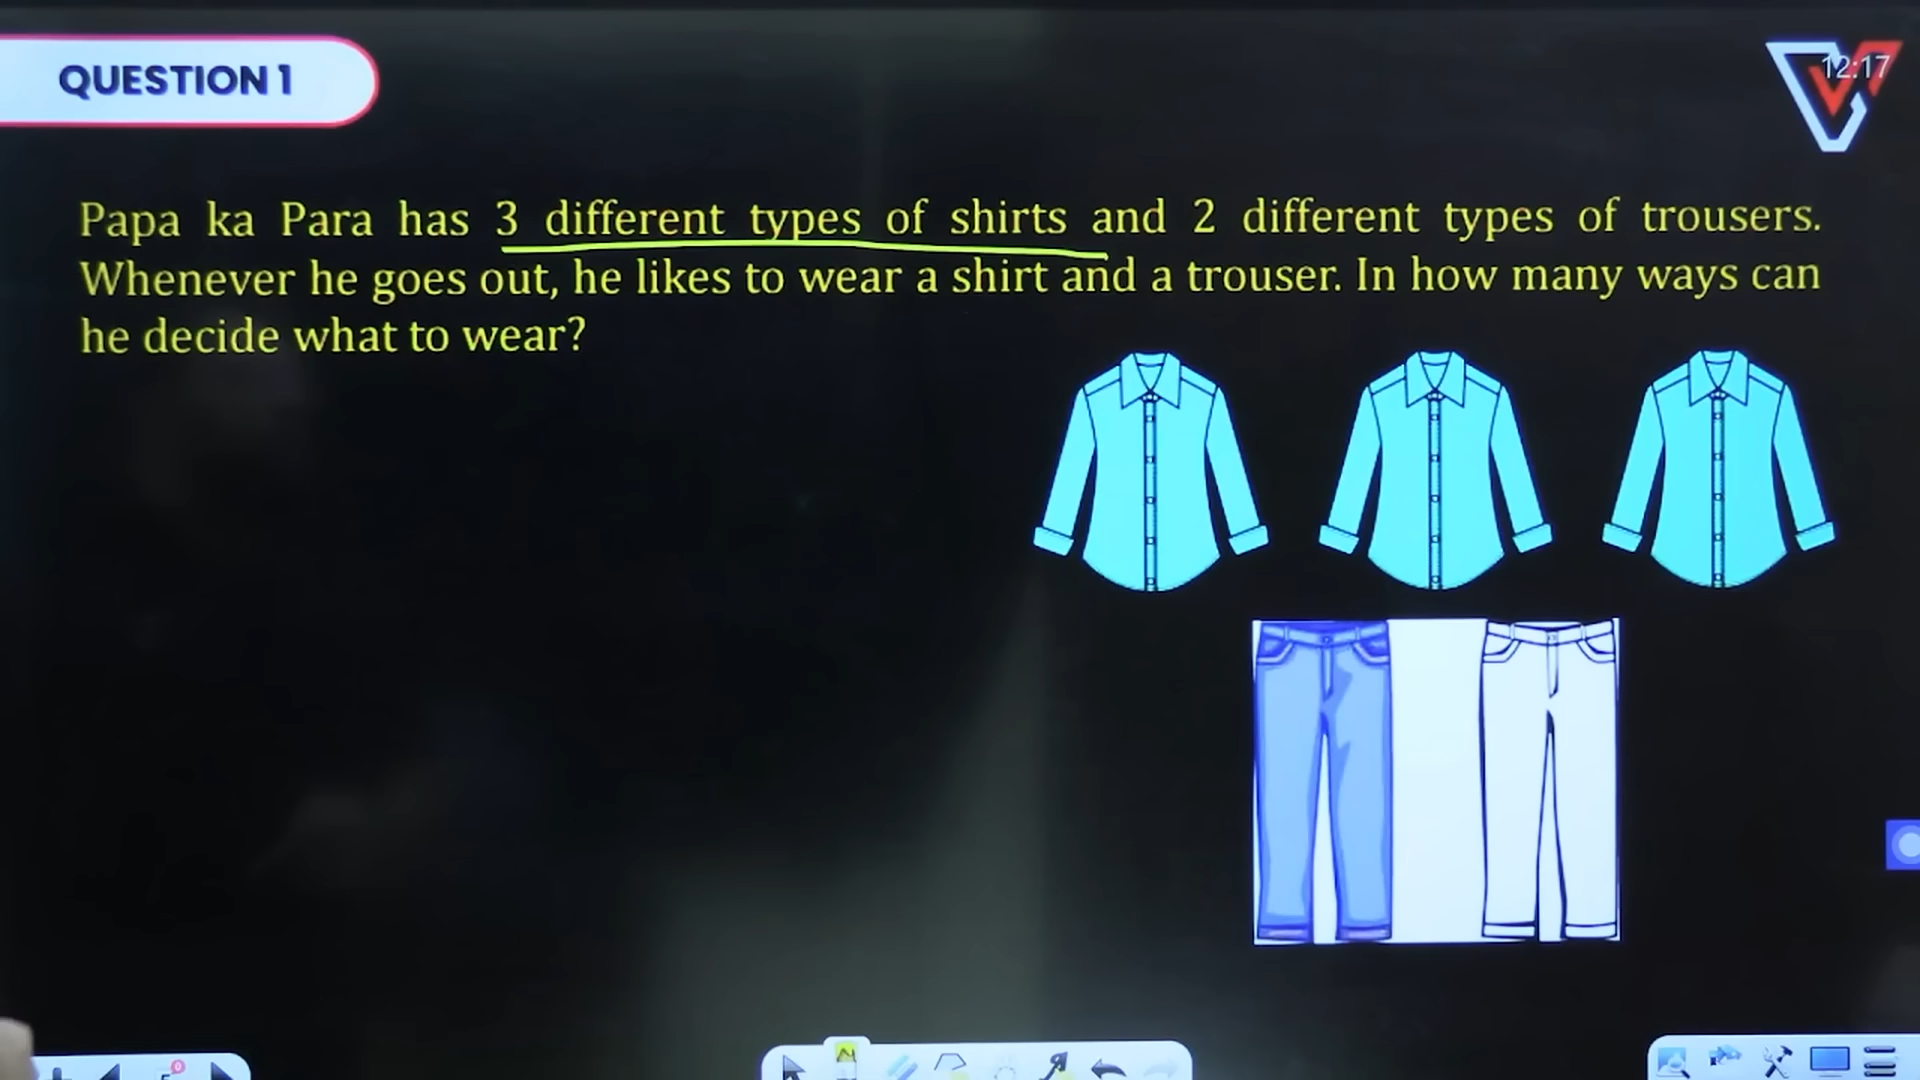 QUESTION 1
12:17
Papa ka Para has 3 different types of shirts and 2 different types of trousers.
Whenever he goes out, he likes to wear a shirt and a trouser. In how many ways can
he decide what to wear?